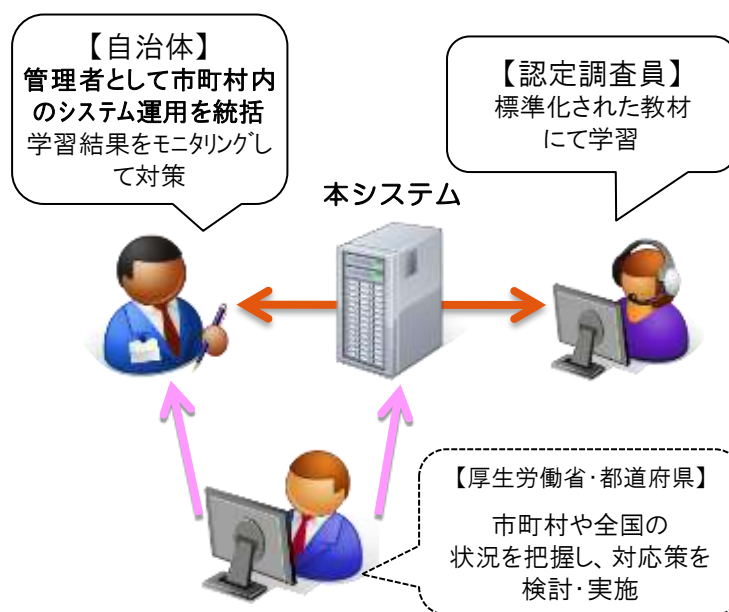 【自治体】
管理者として市町村内
のシステム運用を統括
学習結果をモニタリングし
て対策
【認定調査員】
標準化された教材
にて学習
本システム
【厚生労働省・都道府県】
市町村や全国の
状況を把握し、対応策を
検討・実施